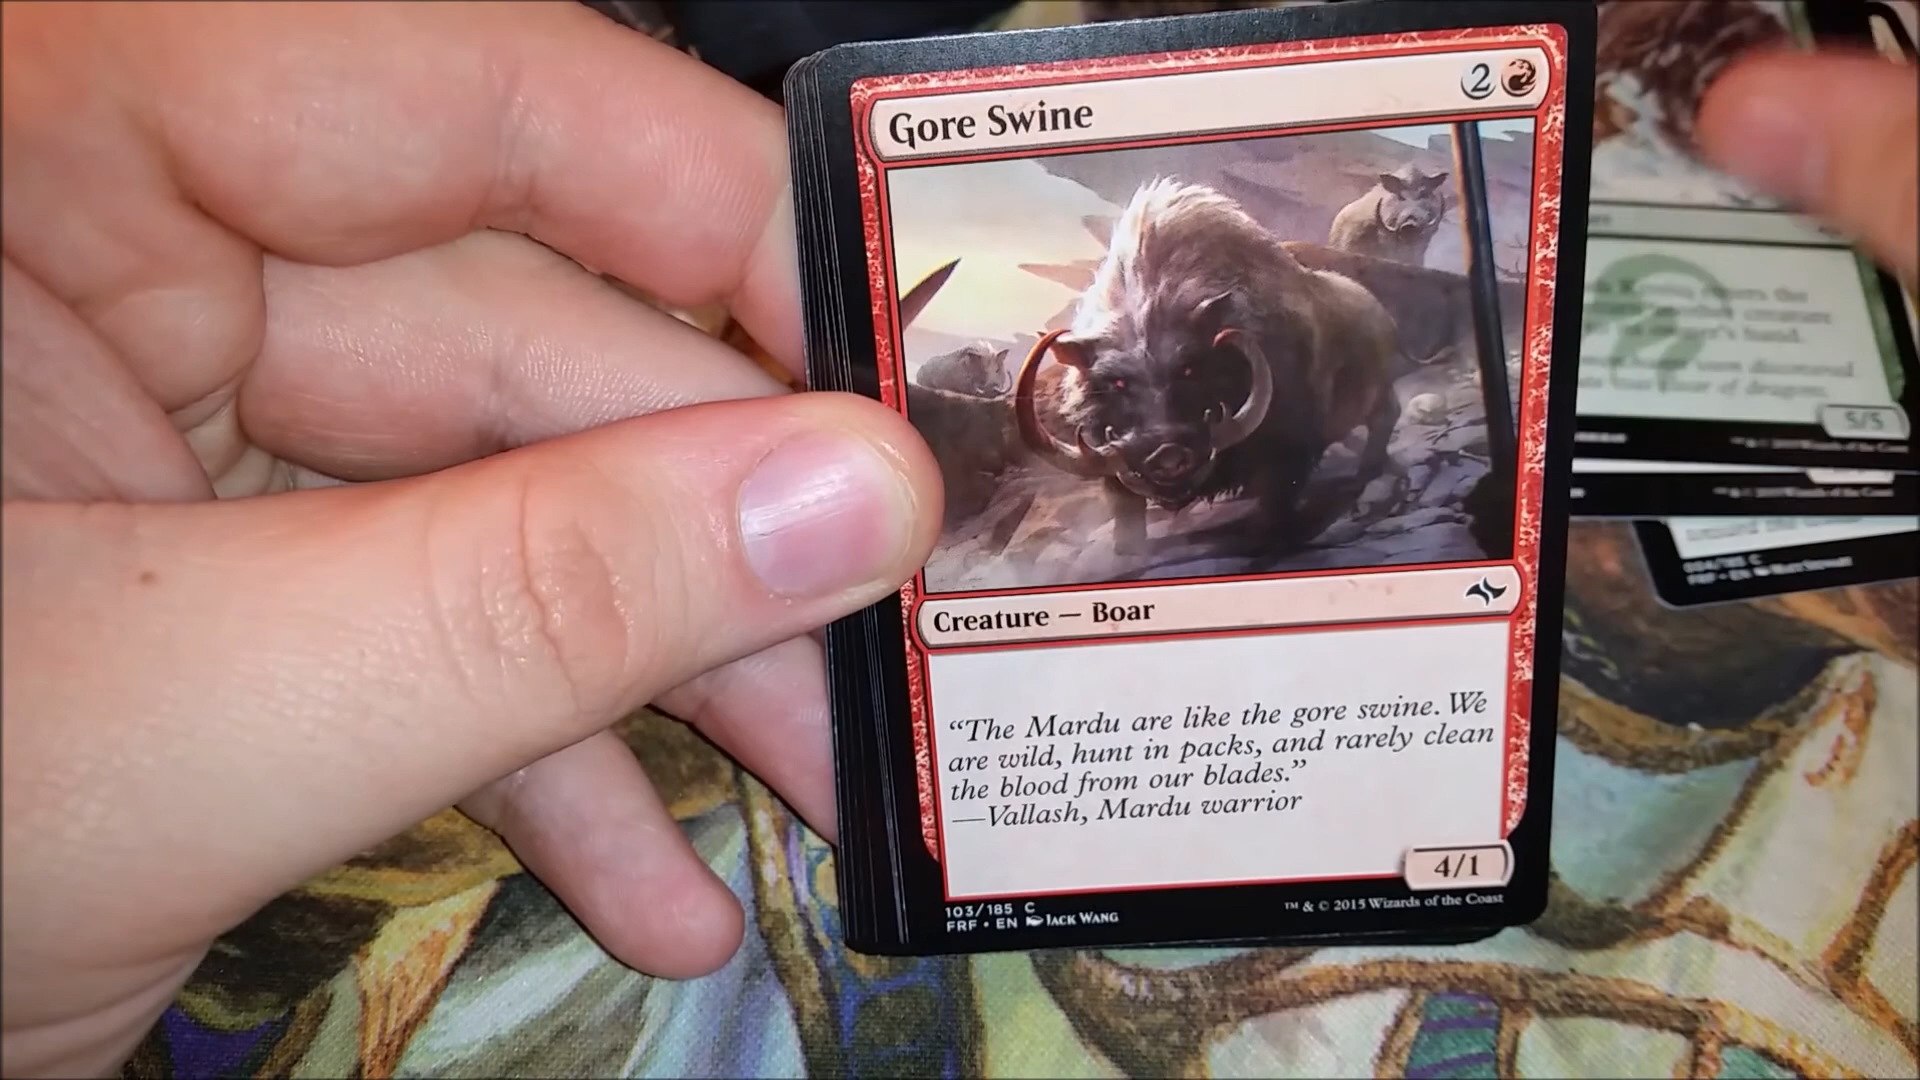 Gore Swine
2
Creature — Boar
“The Mardu are like the gore swine. We
are wild, hunt in packs, and rarely clean
the blood from our blades.”
—Vallash, Mardu warrior
4/1
103/185 C
FRF • EN JACK WANG
™ & © 2015 Wizards of the Coast
5/5